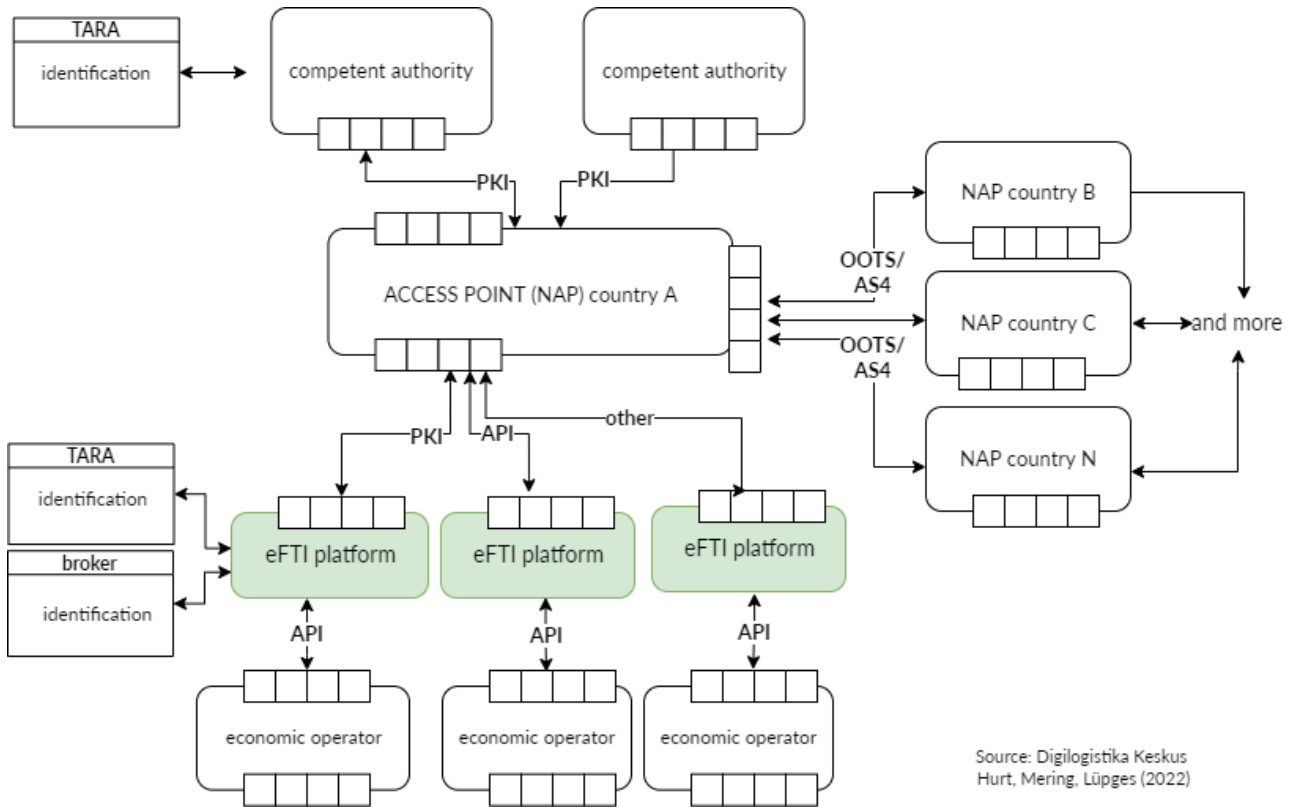 TARA
identification
competent authority
competent authority
PKI
PKI
NAP country B
ACCESS POINT (NAP) country A
OOTS/
AS4
NAP country C
and more
OOTS/
AS4
other
PKI
API
NAP country N
TARA
identification
broker
identification
eFTI platform
eFTI platform
eFTI platform
API
API
API
economic operator
economic operator
economic operator
Source: Digilogistika Keskus
Hurt, Mering, Lüpges (2022)